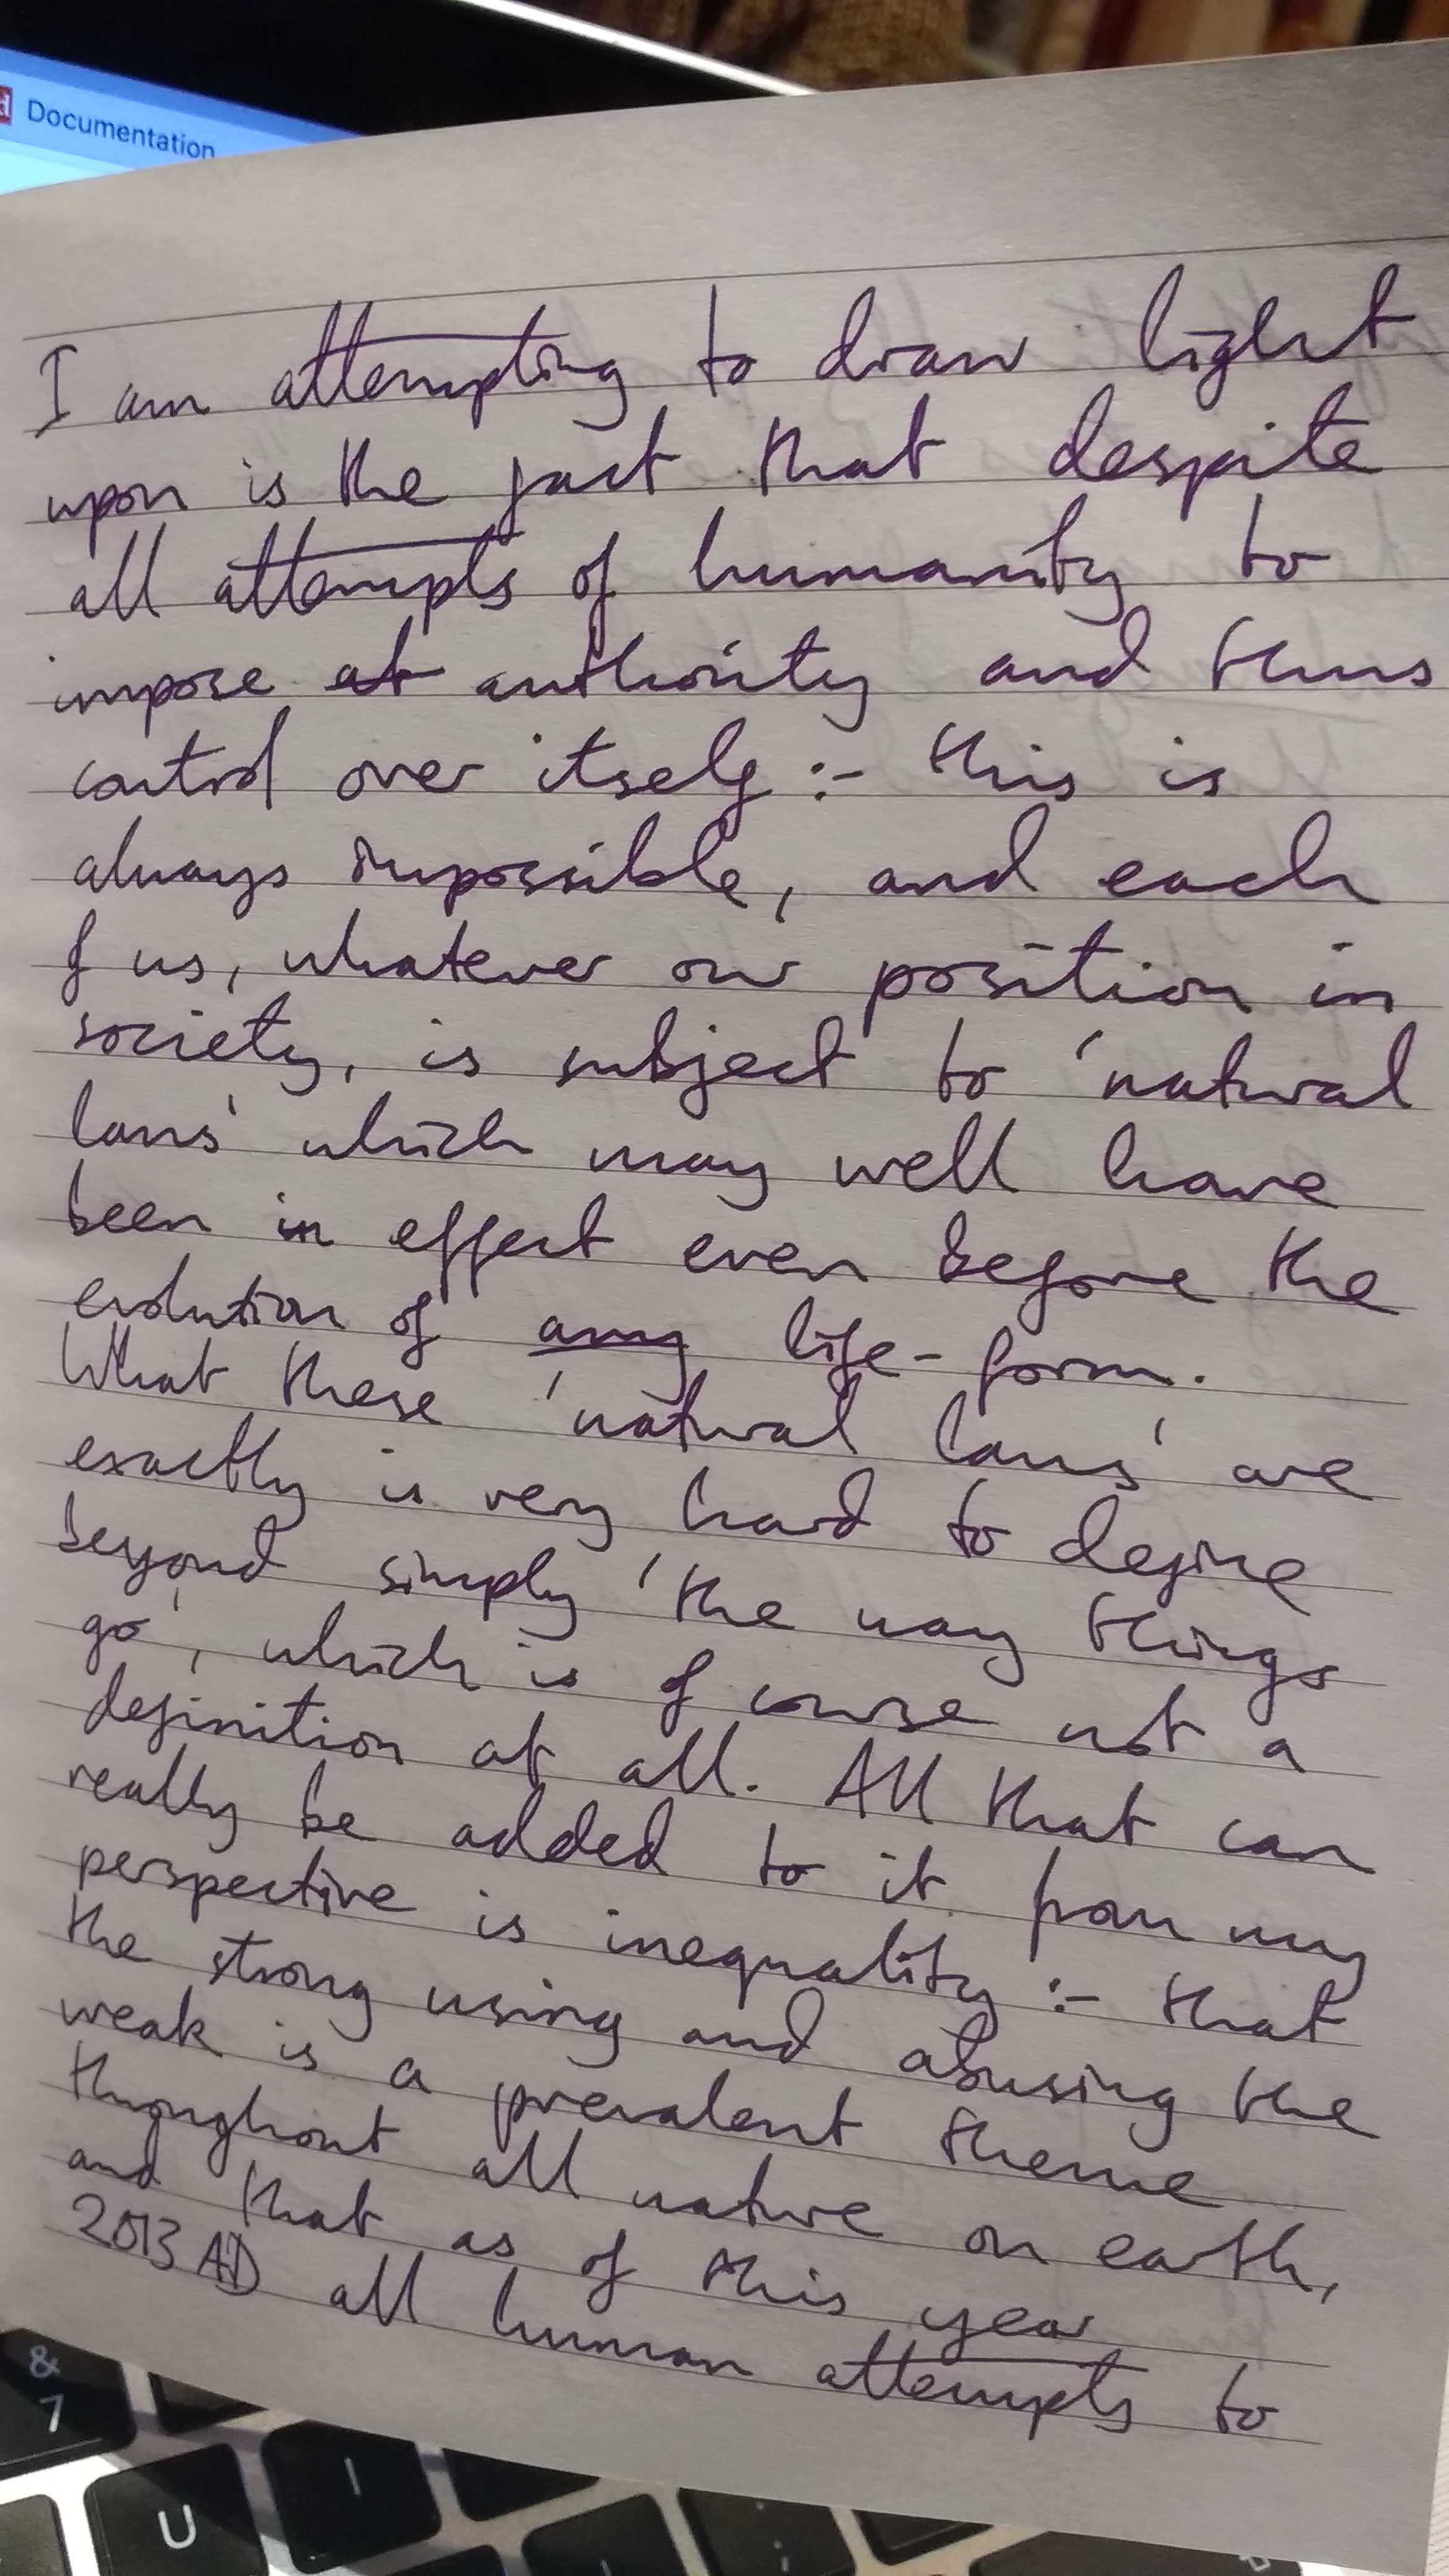 Documentation
I am attempting to draw light
upon is the fact that despite
all attempts of humanity to
impose at authority and thus
control over itself :- this is
always impossible, and each
of us, whatever our position in
society, is subject to 'natural
laws' which may well have
been in effect even before the
evolution of any life-form.
What these 'natural laws' are
exactly is very hard to define
beyond simply 'the way things
go', which is of course not a
definition at all. All that can
really be added to it from my
perspective is inequality :- that
the strong using and abusing the
weak is a prevalent theme
throughout all nature on earth,
and that as of this year
2013 AD all human attempts to
&
7
U
I